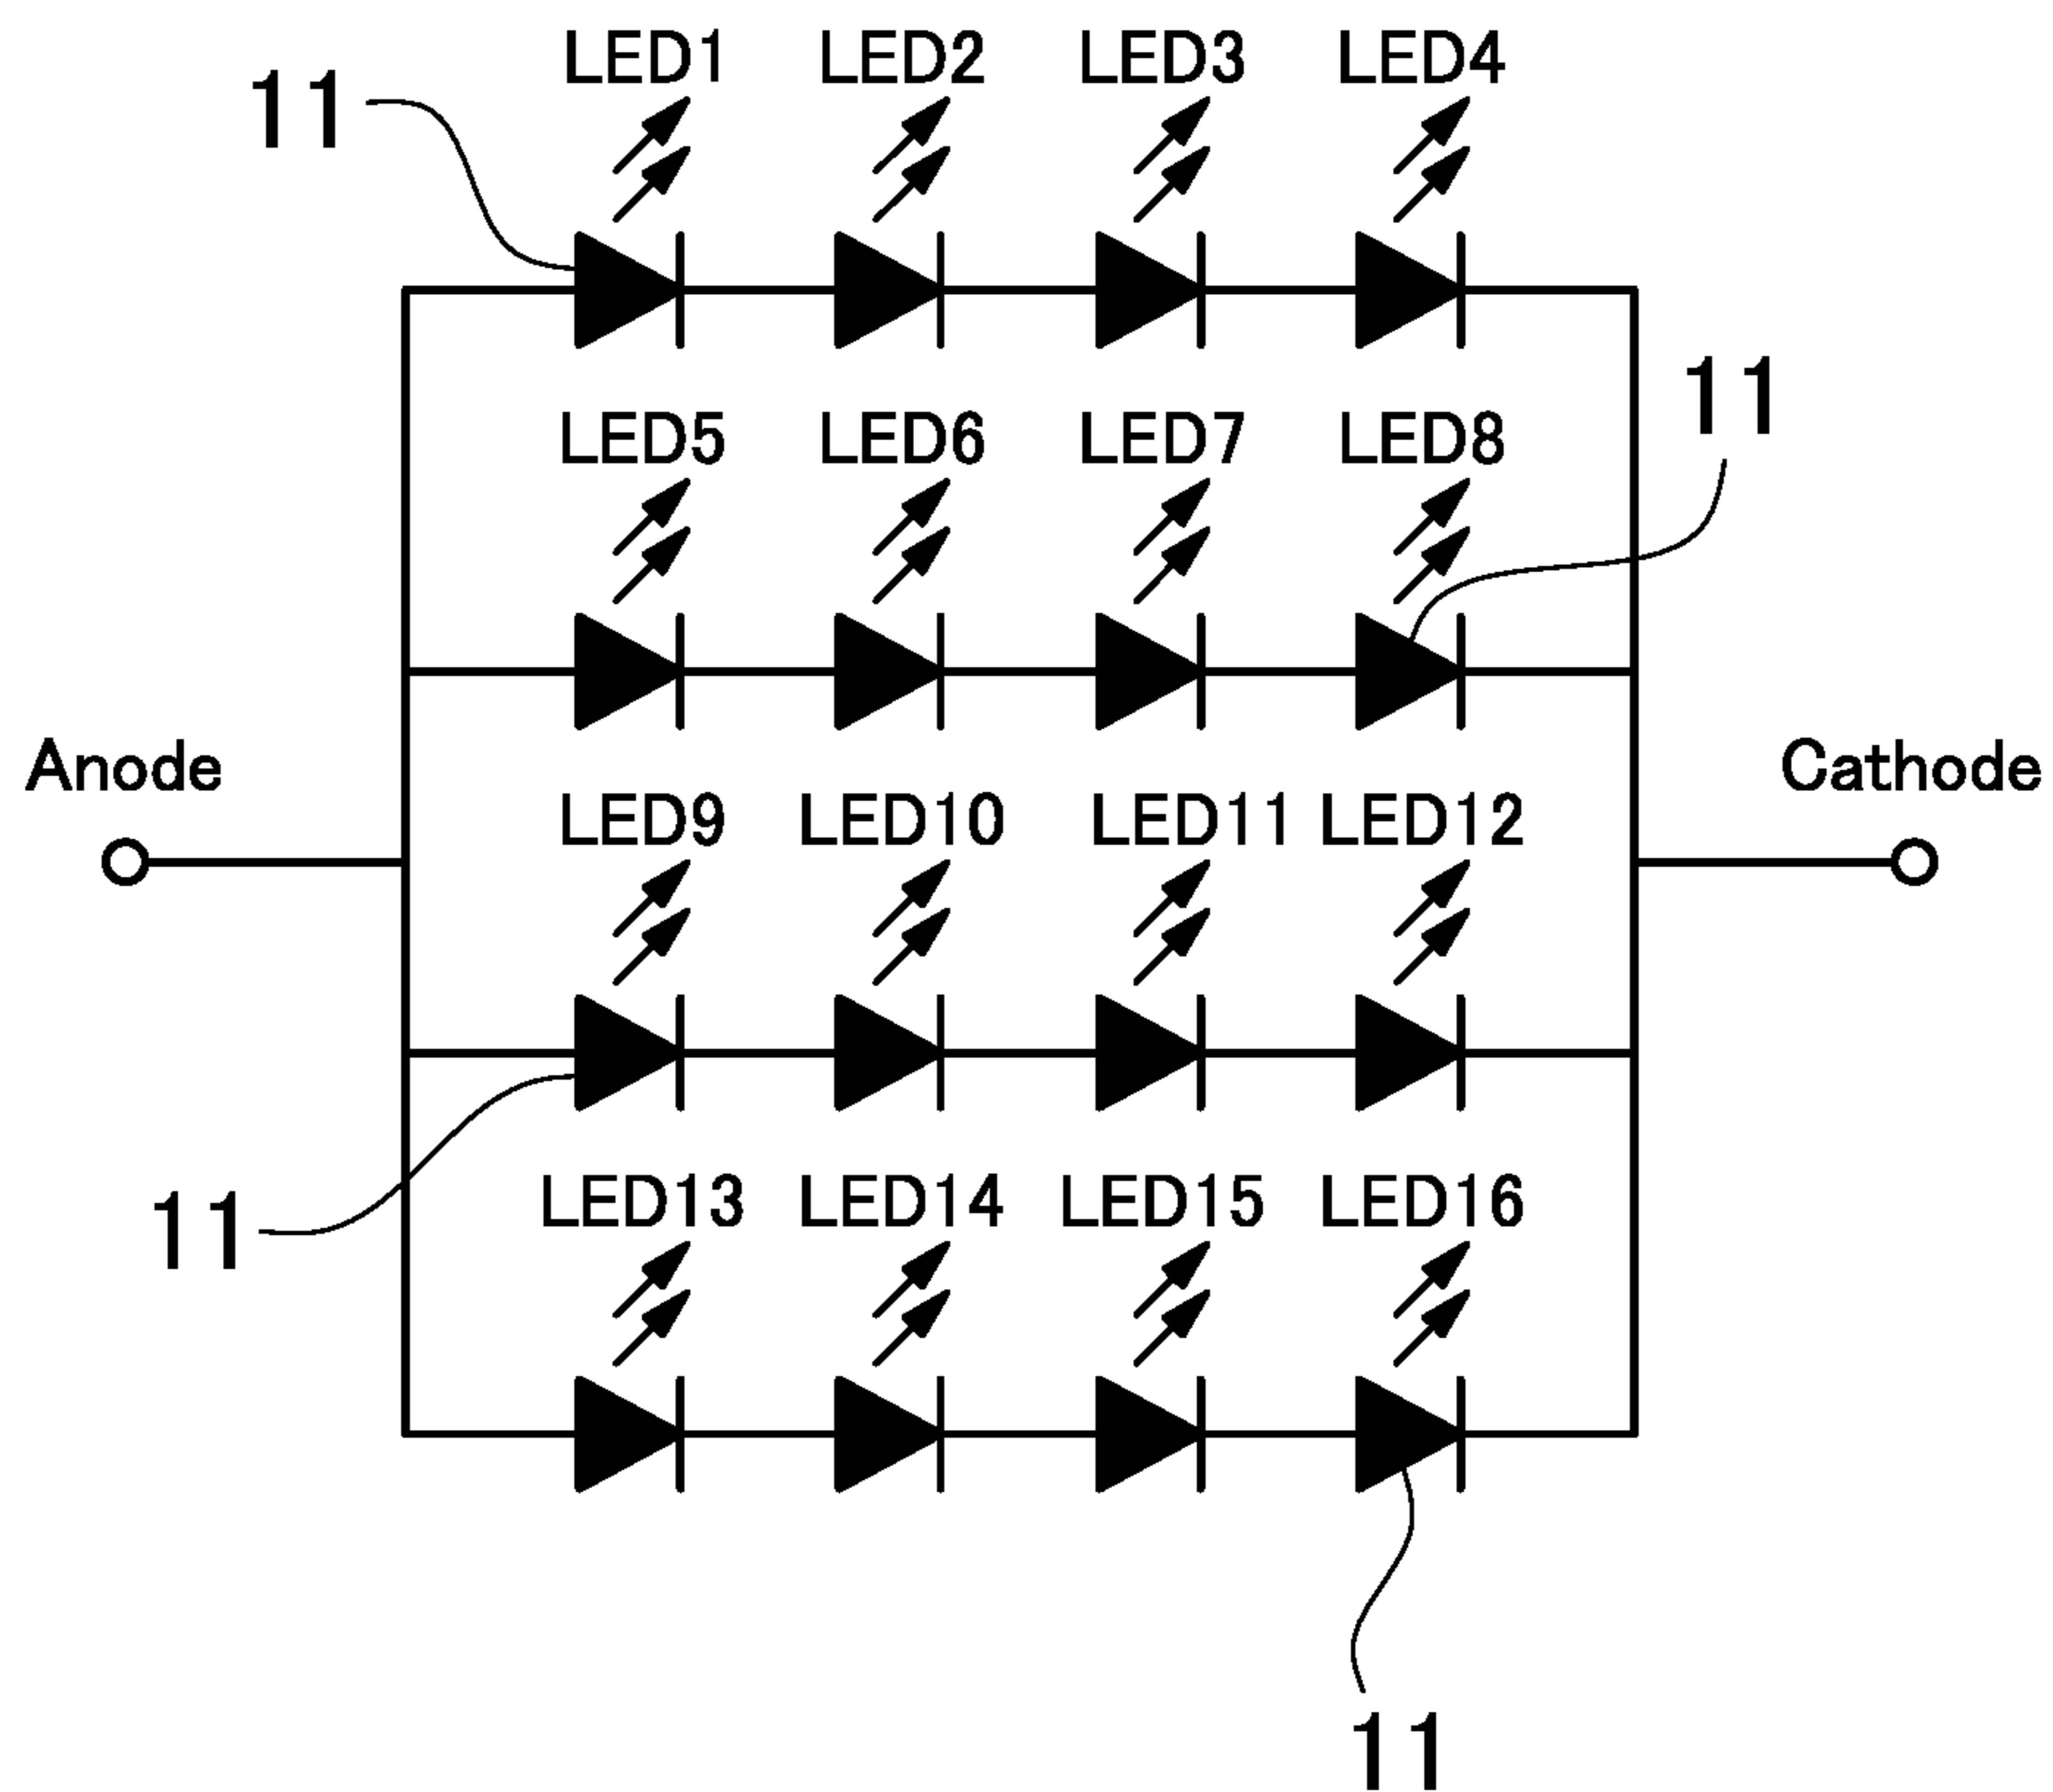 LED1 LED2 LED3 LED4
11
11
LED5 LED6 LED7 LED8
Anode
Cathode
LED9 LED10 LED11 LED12
11
LED13 LED14 LED15 LED16
11